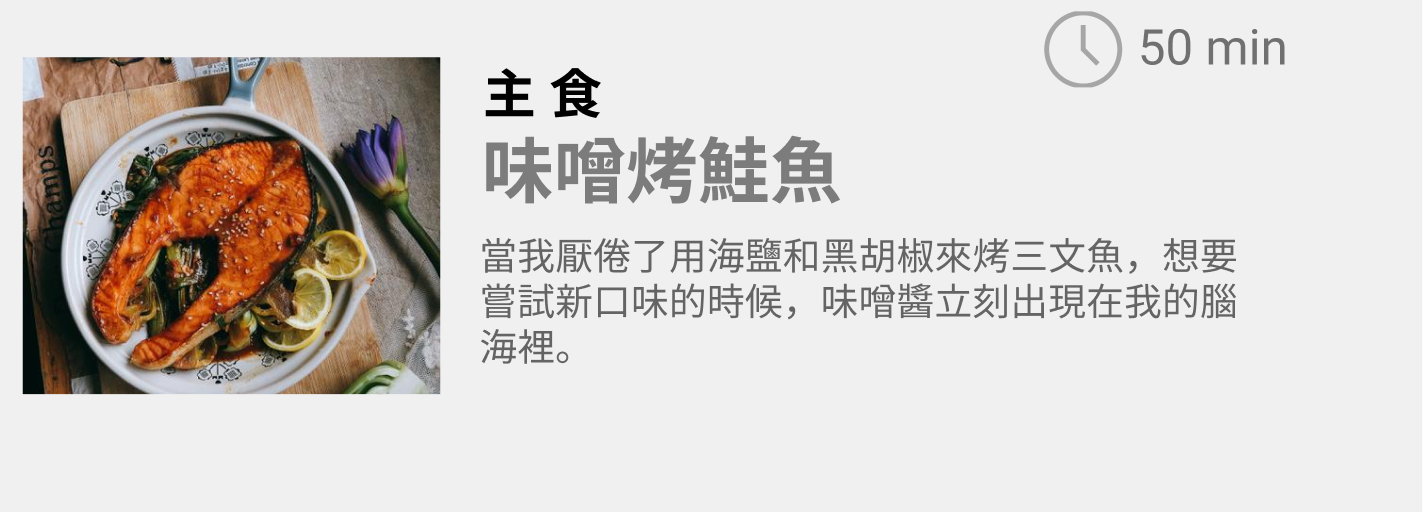 50 min
主食
味噌烤鮭魚
當我厭倦了用海鹽和黑胡椒來烤三文魚，想要
嘗試新口味的時候，味噌醬立刻出現在我的腦
海裡。
Champs